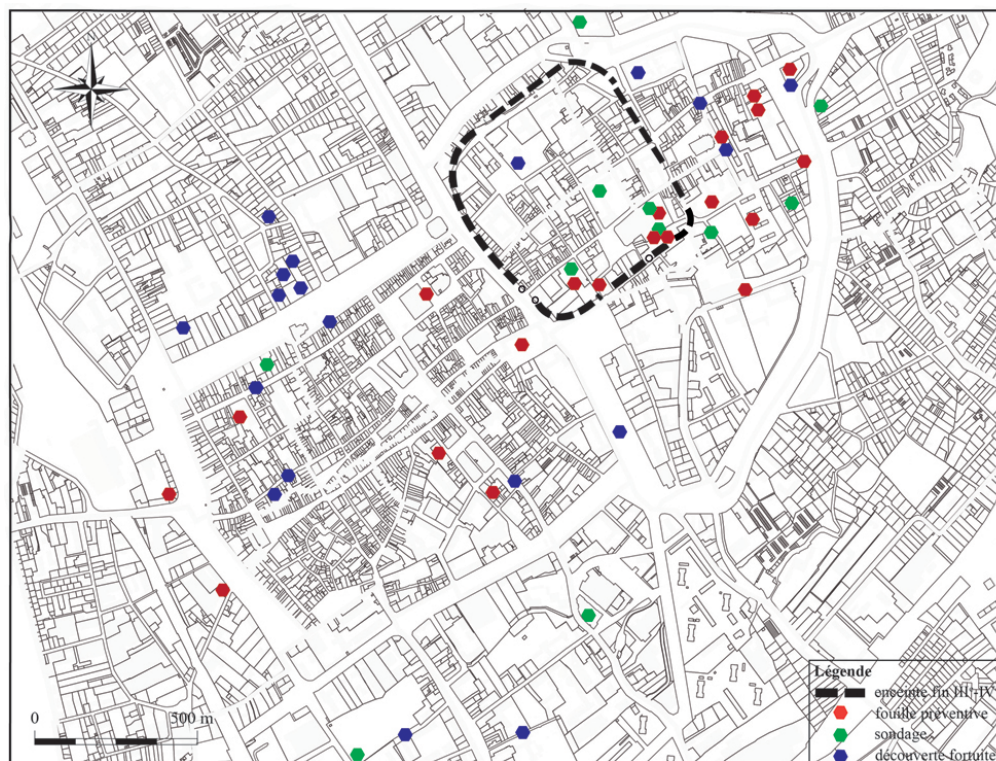 0
500 m
Légende
enceinte fin III°-IV
fouille préventive
sondage
découverte fortuite